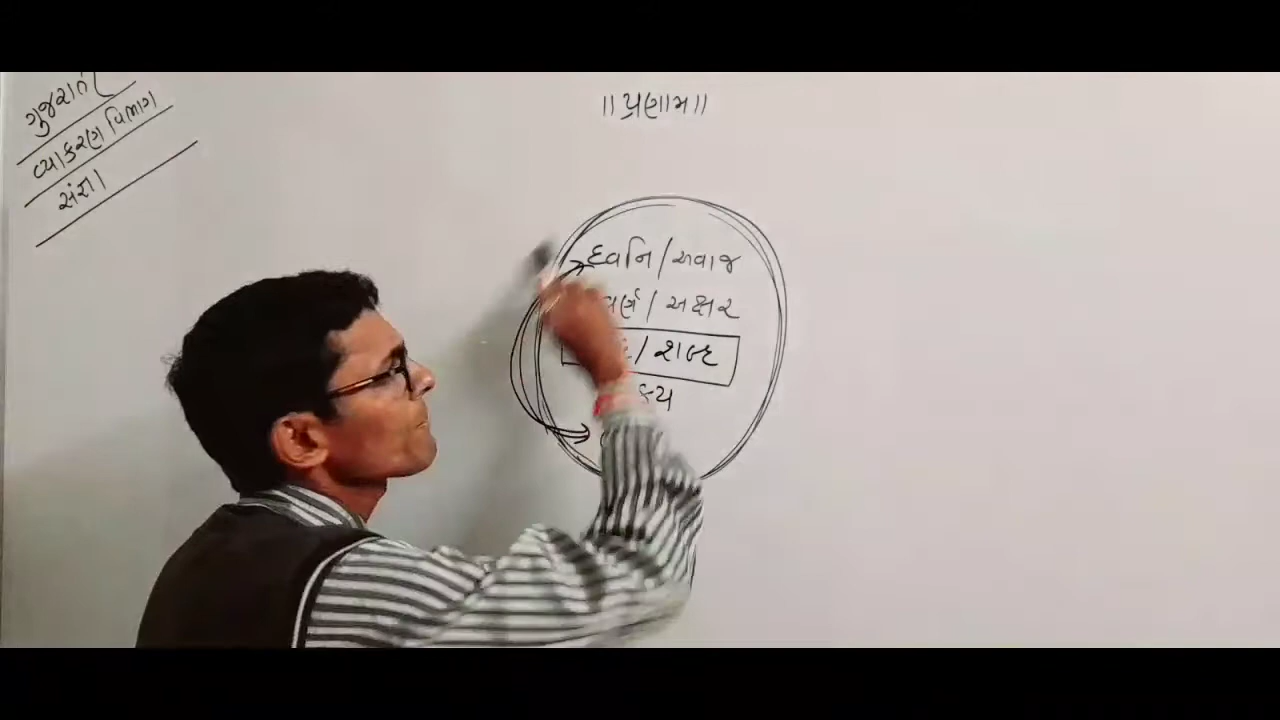 ગુજરાતી
વ્યાકરણ વિભાગ
સંજ્ઞા
॥ પ્રણામ ॥
ધ્વનિ / અવાજ
વર્ણ / અક્ષર
/ શબ્દ